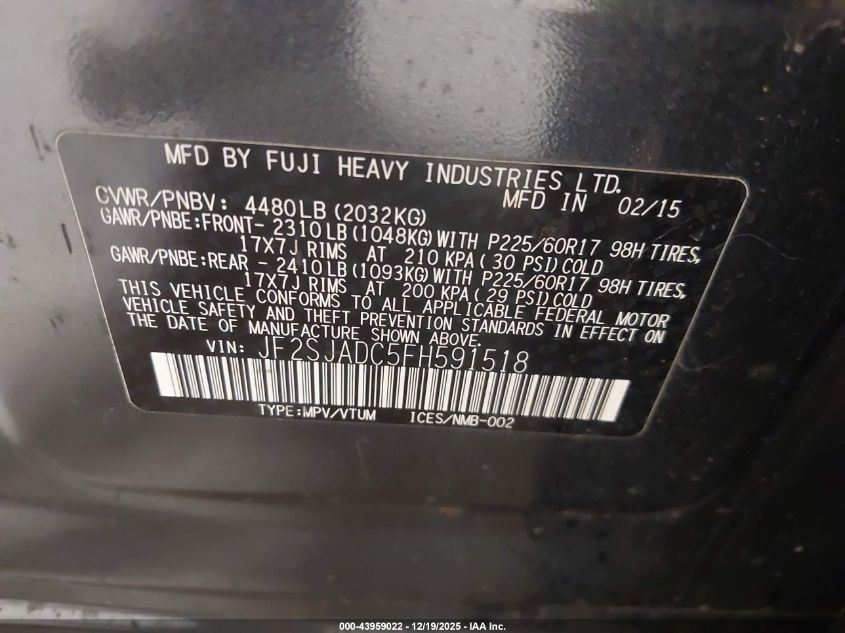 MFD BY FUJI HEAVY INDUSTRIES LTD.
MFD IN 02/15
GVWR/PNBV: 4480LB(2032KG)
GAWR/PNBE:FRONT- 2310LB(1048KG)WITH P225/60R17 98H TIRES,
17X7J RIMS AT 210 KPA(30 PSI)COLD
GAWR/PNBE:REAR - 2410LB(1093KG)WITH P225/60R17 98H TIRES,
17X7J RIMS AT 200 KPA(29 PSI)COLD
THIS VEHICLE CONFORMS TO ALL APPLICABLE FEDERAL MOTOR
VEHICLE SAFETY AND THEFT PREVENTION STANDARDS IN EFFECT ON
THE DATE OF MANUFACTURE SHOWN ABOVE.
VIN: JF2SJADC5FH591518
TYPE:MPV/VTUM ICES/NMB-002
000-43959022 - 12/19/2025 - IAA Inc.